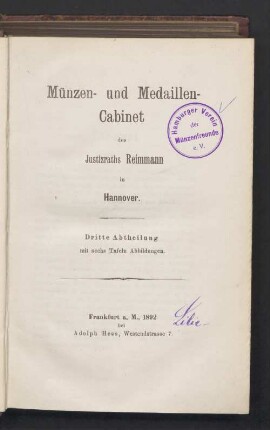 Münzen- und Medaillen-
Cabinet
des
Justizraths Reimmann
in
Hannover.
Dritte Abtheilung
mit sechs Tafeln Abbildungen.
Frankfurt a. M., 1892
bei
Adolph Hess, Westendstrasse 7.
Hamburger Verein
der
Münzenfreunde
e. V.